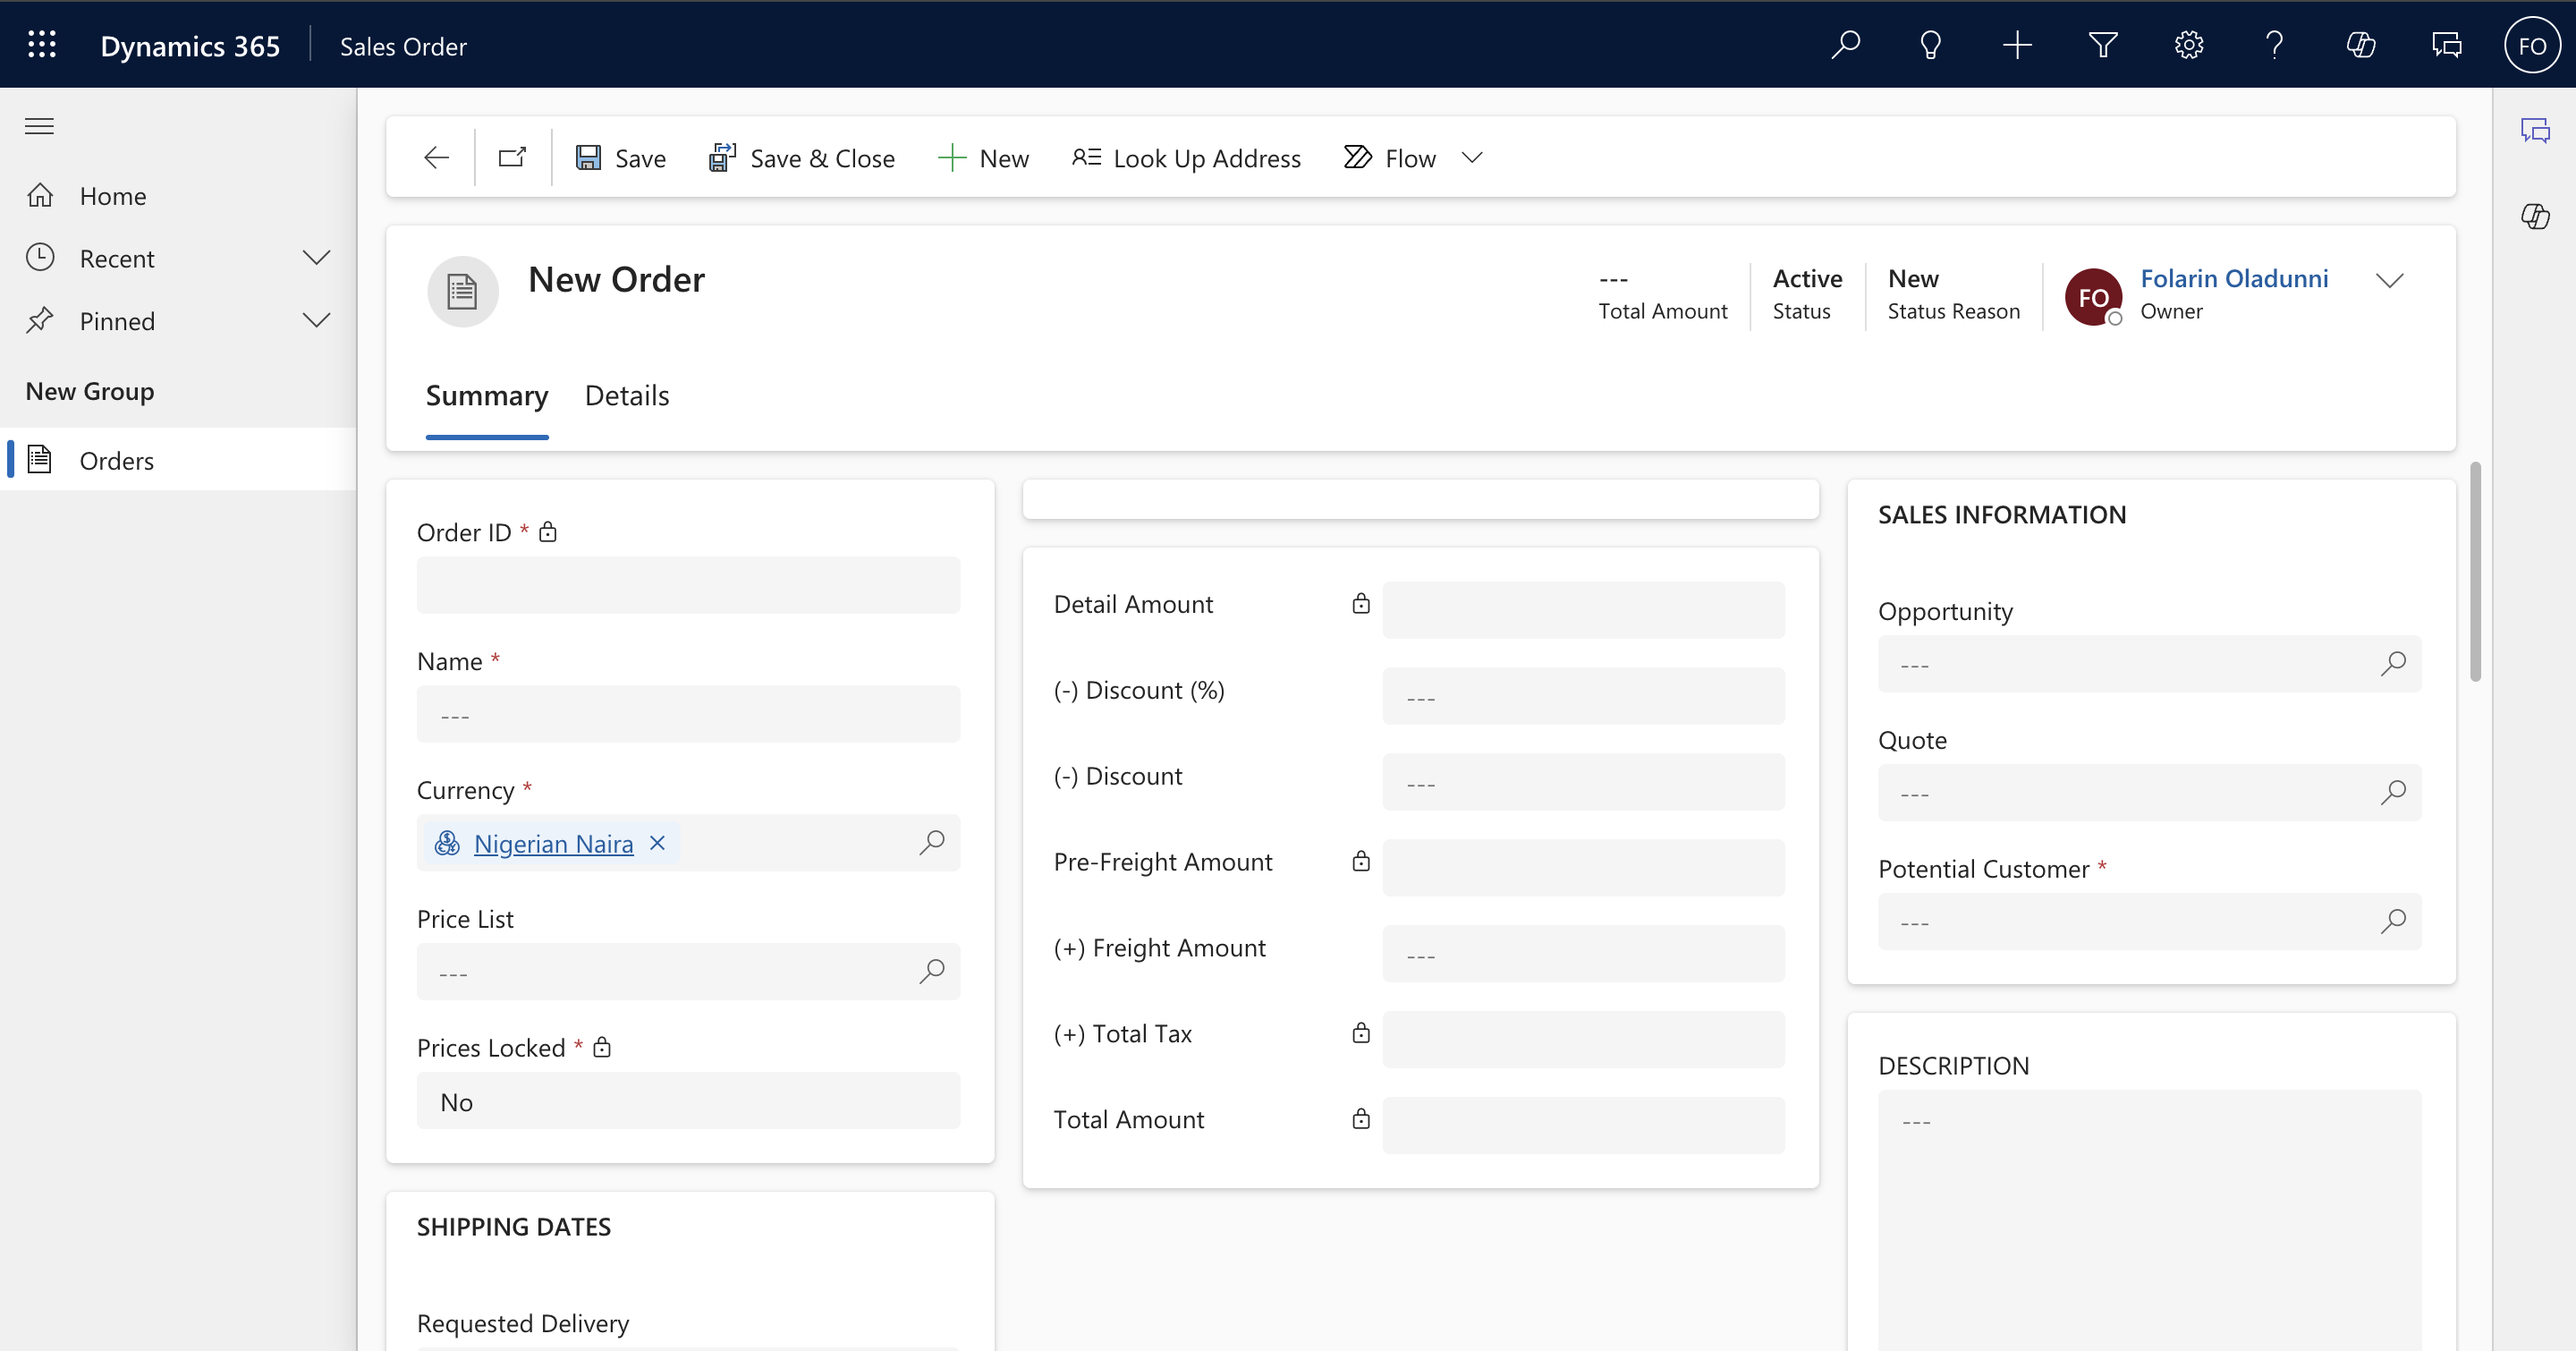 Dynamics 365
Sales Order
FO
Save
Save & Close
New
Look Up Address
Flow
Home
Recent
Pinned
New Group
Orders
New Order
---
Total Amount
Active
Status
New
Status Reason
FO
Folarin Oladunni
Owner
Summary
Details
Order ID *
Name *
---
Currency *
Nigerian Naira
Price List
---
Prices Locked *
No
SHIPPING DATES
Requested Delivery
Detail Amount
(-) Discount (%)
---
(-) Discount
---
Pre-Freight Amount
(+) Freight Amount
---
(+) Total Tax
Total Amount
SALES INFORMATION
Opportunity
---
Quote
---
Potential Customer *
---
DESCRIPTION
---